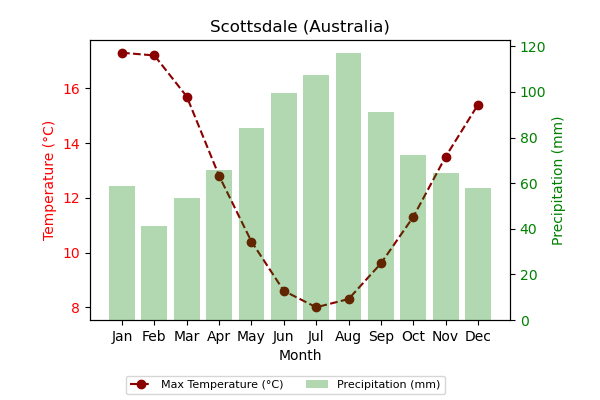 Scottsdale (Australia)
16
14
12
10
8
Temperature (°C)
120
100
80
60
40
20
0
Precipitation (mm)
Jan Feb Mar Apr May Jun Jul Aug Sep Oct Nov Dec
Month
Max Temperature (°C) Precipitation (mm)